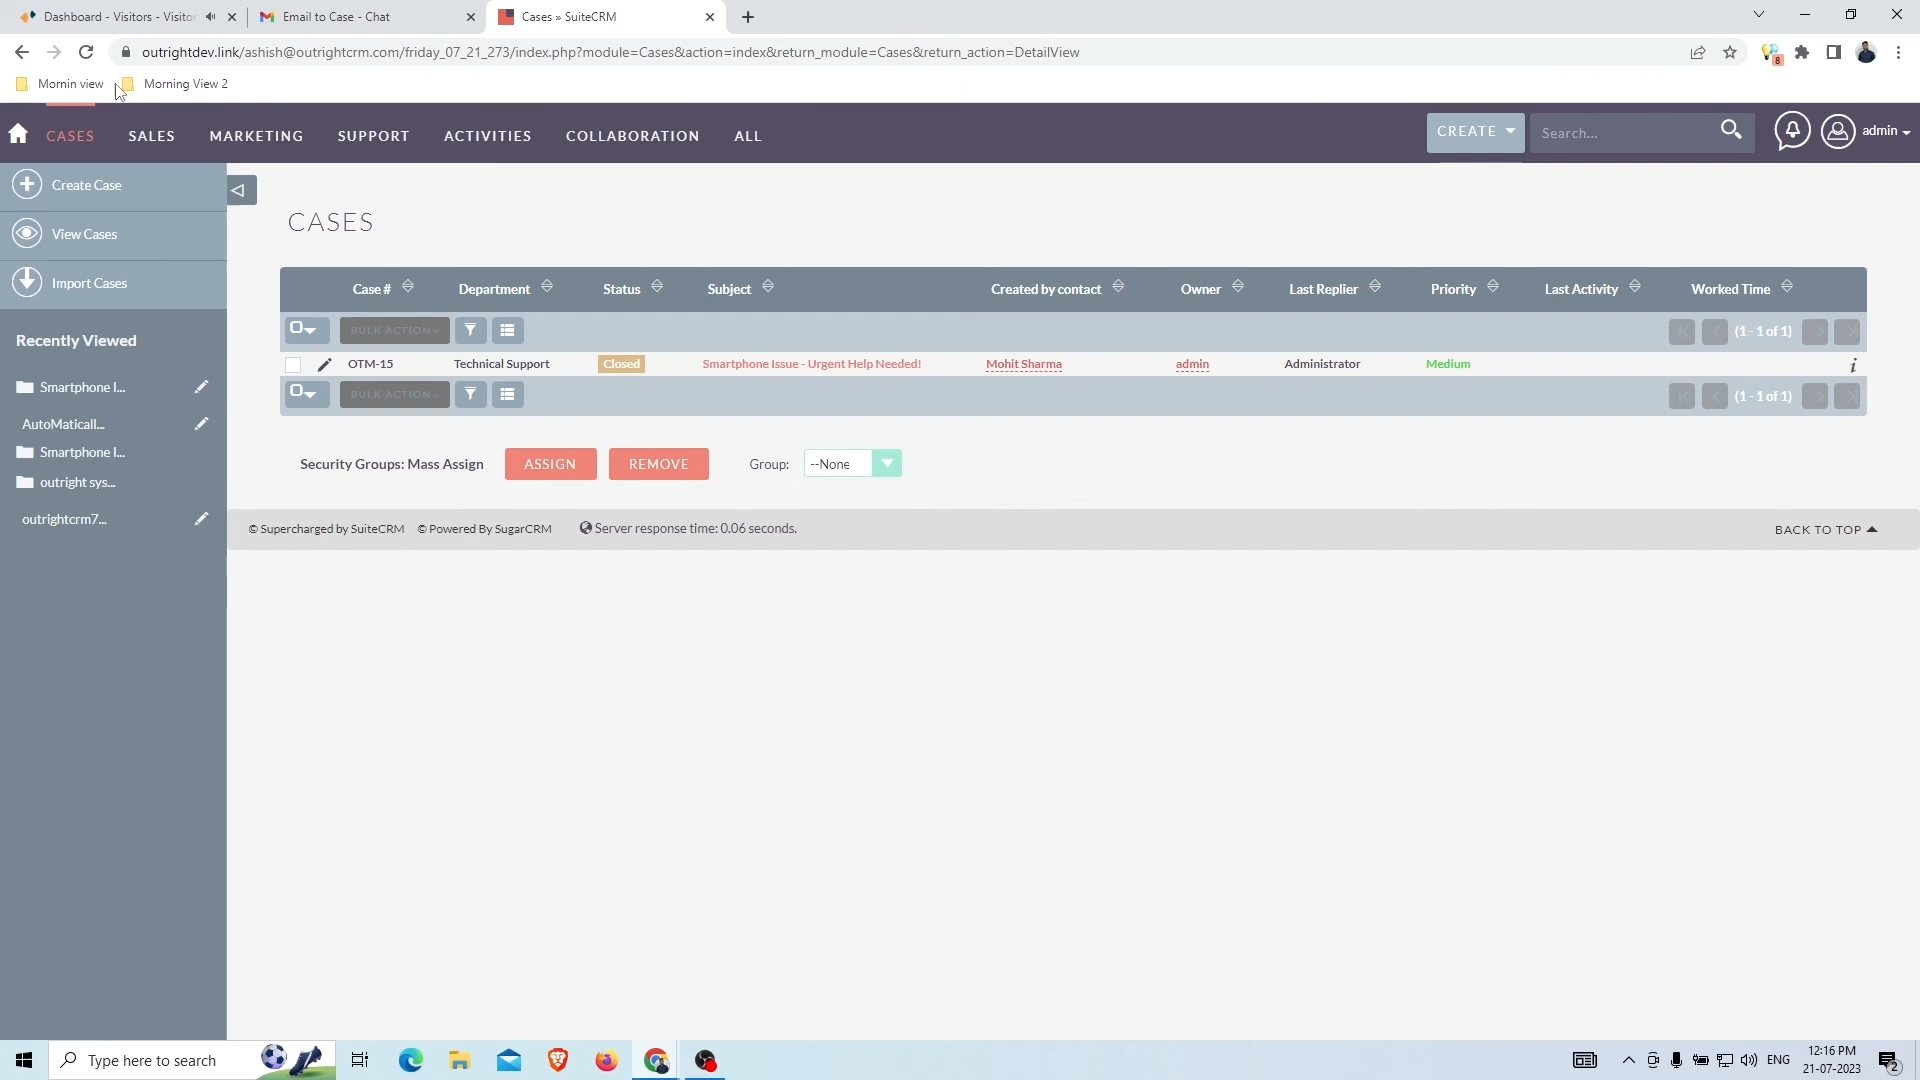 Dashboard - Visitors - Visitor
Email to Case - Chat
Cases » SuiteCRM
outrightdev.link/ashish@outrightcrm.com/friday_07_21_273/index.php?module=Cases&action=index&return_module=Cases&return_action=DetailView
8
Mornin view
Morning View 2
CASES
SALES
MARKETING
SUPPORT
ACTIVITIES
COLLABORATION
ALL
CREATE
Search...
admin
Create Case
View Cases
Import Cases
Recently Viewed
Smartphone I...
AutoMaticall...
Smartphone I...
outright sys...
outrightcrm7...
CASES
Case #
Department
Status
Subject
Created by contact
Owner
Last Replier
Priority
Last Activity
Worked Time
BULK ACTION
(1 - 1 of 1)
OTM-15
Technical Support
Closed
Smartphone Issue - Urgent Help Needed!
Mohit Sharma
admin
Administrator
Medium
BULK ACTION
(1 - 1 of 1)
Security Groups: Mass Assign
ASSIGN
REMOVE
Group:
--None
© Supercharged by SuiteCRM
© Powered By SugarCRM
Server response time: 0.06 seconds.
BACK TO TOP
Type here to search
ENG
12:16 PM
21-07-2023
2